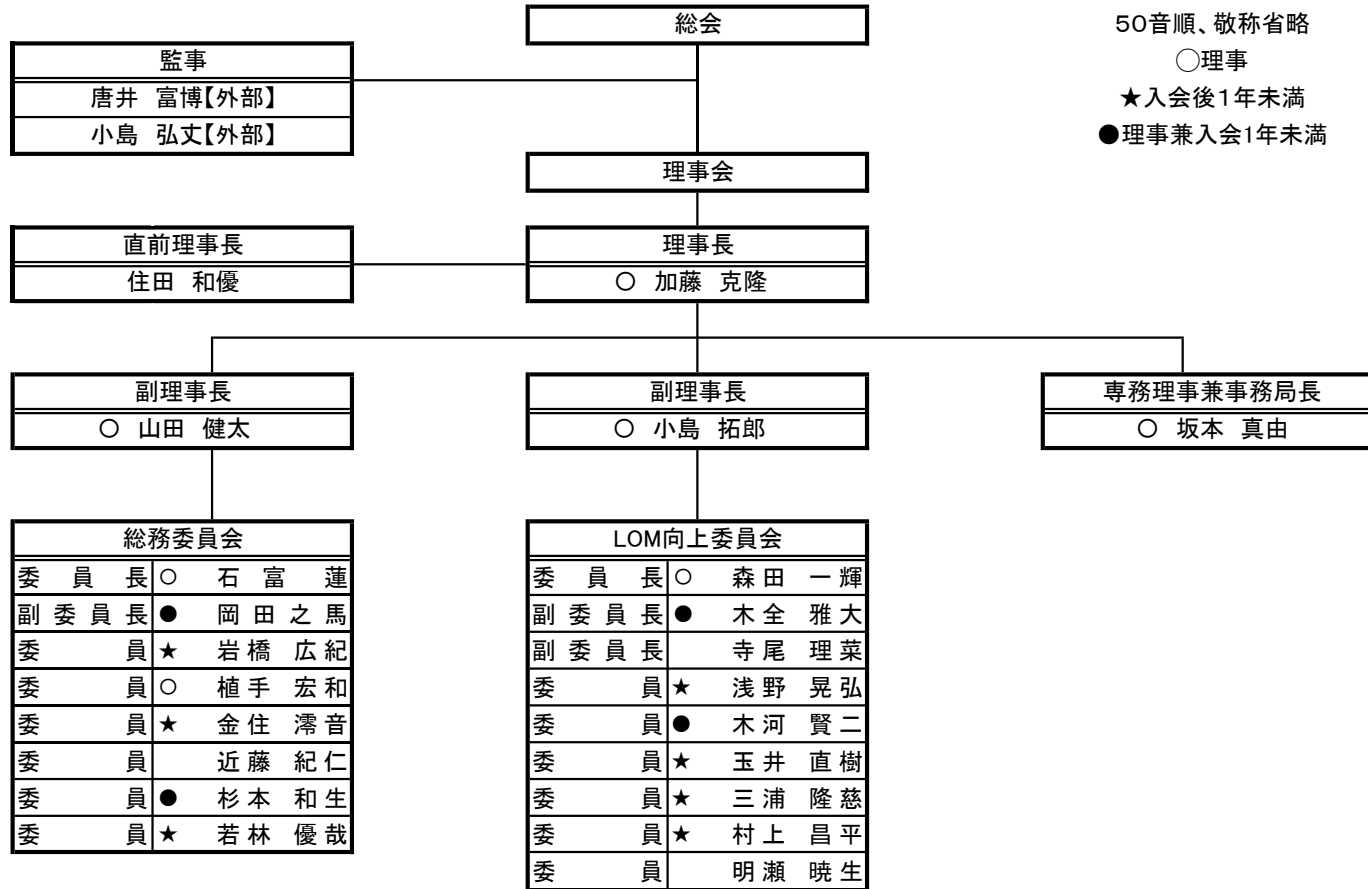 総会
50音順、敬称省略
○理事
★入会後1年未満
●理事兼入会1年未満
監事
唐井 富博【外部】
小島 弘丈【外部】
理事会
直前理事長
住田 和優
理事長
○ 加藤 克隆
副理事長
○ 山田 健太
副理事長
○ 小島 拓郎
専務理事兼事務局長
○ 坂本 真由
総務委員会
委員長 ○ 石富 蓮
副委員長 ● 岡田之馬
委員 ★ 岩橋 広紀
委員 ○ 植手 宏和
委員 ★ 金住 澪音
委員 近藤 紀仁
委員 ● 杉本 和生
委員 ★ 若林 優哉
LOM向上委員会
委員長 ○ 森田 一輝
副委員長 ● 木全 雅大
副委員長 寺尾 理菜
委員 ★ 浅野 晃弘
委員 ● 木河 賢二
委員 ★ 玉井 直樹
委員 ★ 三浦 隆慈
委員 ★ 村上 昌平
委員 明瀬 暁生